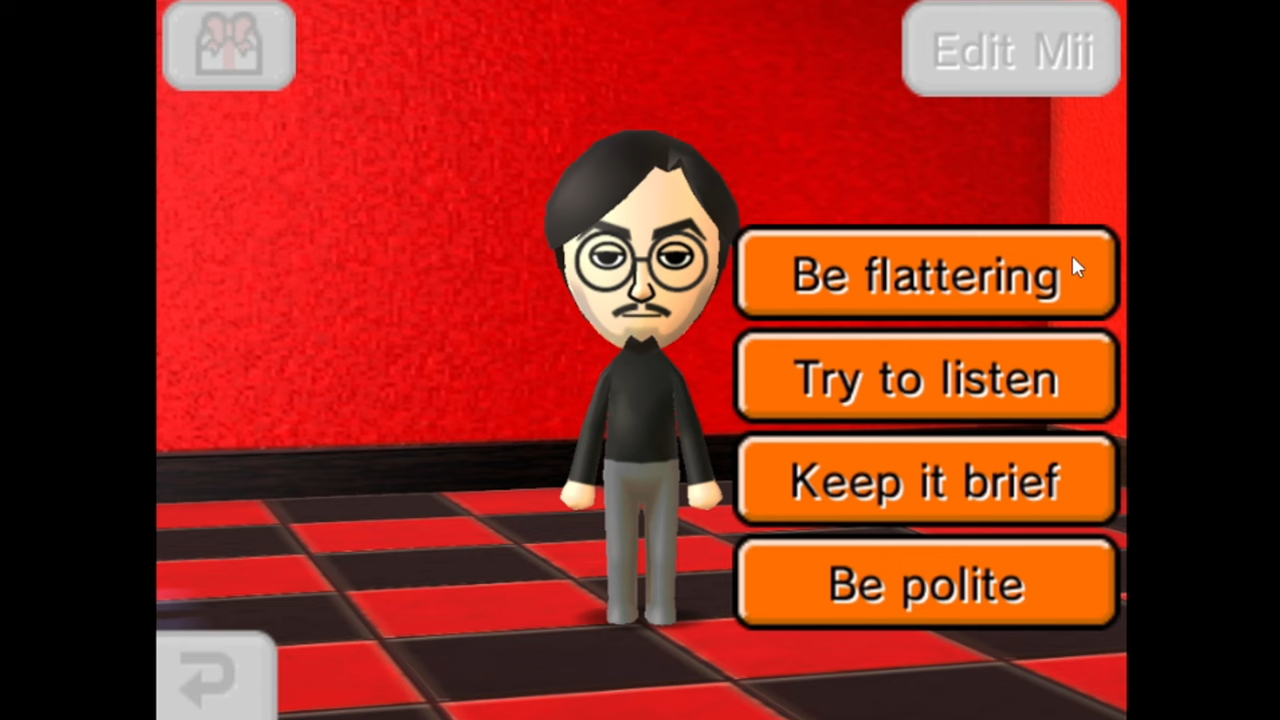 Edit Mii
Be flattering
Try to listen
Keep it brief
Be polite